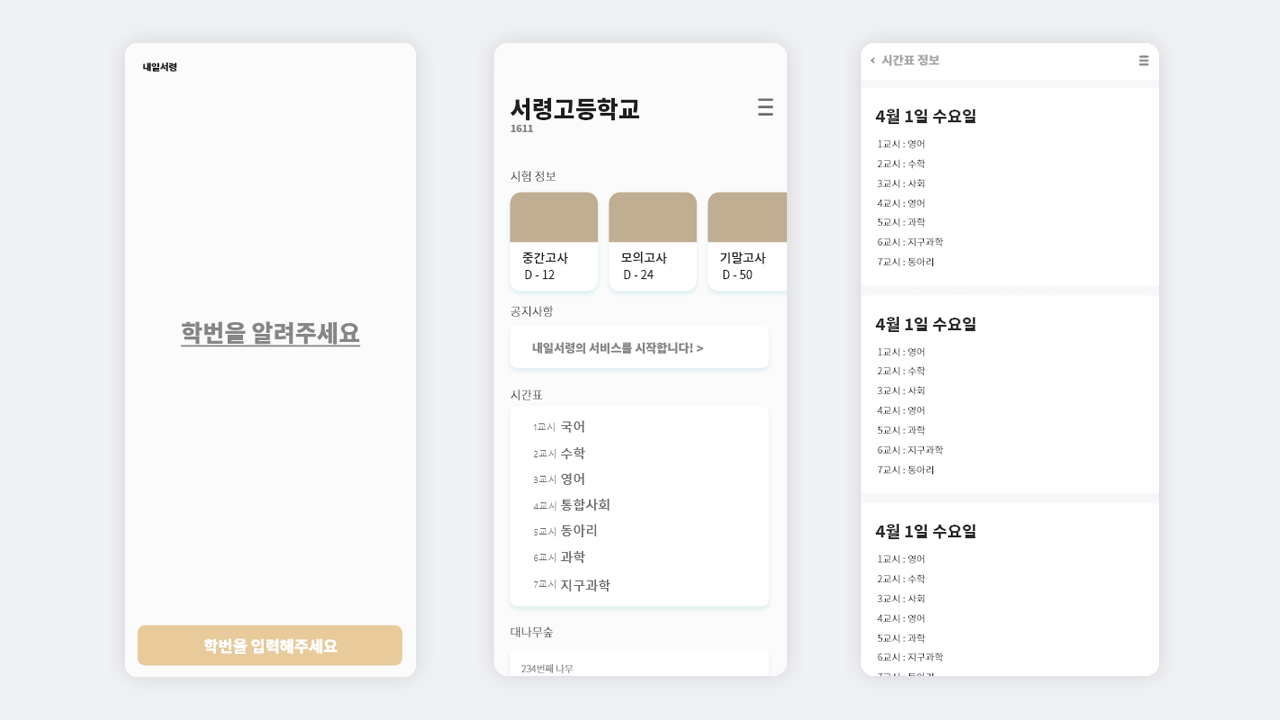 내일서령
학번을 알려주세요
학번을 입력해주세요
서령고등학교
1611
시험 정보
중간고사
D - 12
모의고사
D - 24
기말고사
D - 50
공지사항
내일서령의 서비스를 시작합니다! >
시간표
1교시 국어
2교시 수학
3교시 영어
4교시 통합사회
5교시 동아리
6교시 과학
7교시 지구과학
대나무숲
234번째 나무
< 시간표 정보
4월 1일 수요일
1교시 : 영어
2교시 : 수학
3교시 : 사회
4교시 : 영어
5교시 : 과학
6교시 : 지구과학
7교시 : 동아리
4월 1일 수요일
1교시 : 영어
2교시 : 수학
3교시 : 사회
4교시 : 영어
5교시 : 과학
6교시 : 지구과학
7교시 : 동아리
4월 1일 수요일
1교시 : 영어
2교시 : 수학
3교시 : 사회
4교시 : 영어
5교시 : 과학
6교시 : 지구과학
7교시 : 동아리